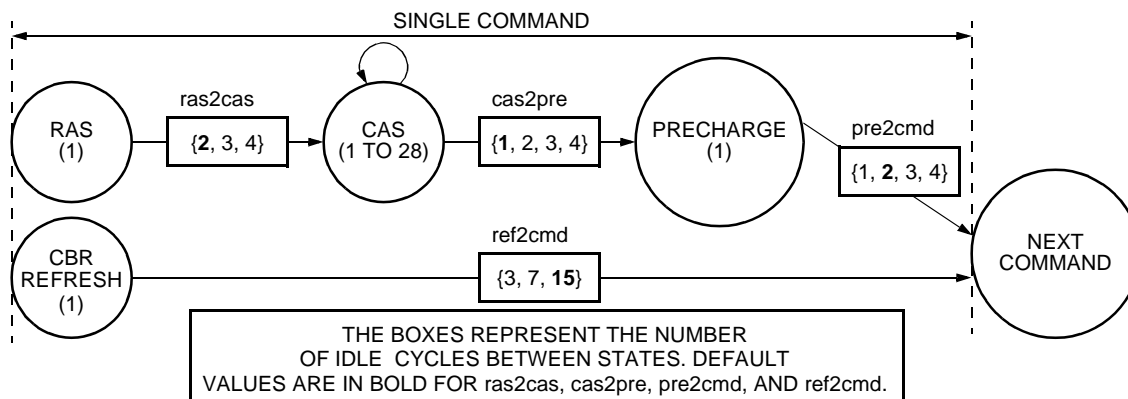 SINGLE COMMAND
ras2cas
cas2pre
pre2cmd
RAS
(1)
{2, 3, 4}
CAS
(1 TO 28)
{1, 2, 3, 4}
PRECHARGE
(1)
{1, 2, 3, 4}
ref2cmd
CBR
REFRESH
(1)
{3, 7, 15}
NEXT
COMMAND
THE BOXES REPRESENT THE NUMBER
OF IDLE CYCLES BETWEEN STATES. DEFAULT
VALUES ARE IN BOLD FOR ras2cas, cas2pre, pre2cmd, AND ref2cmd.